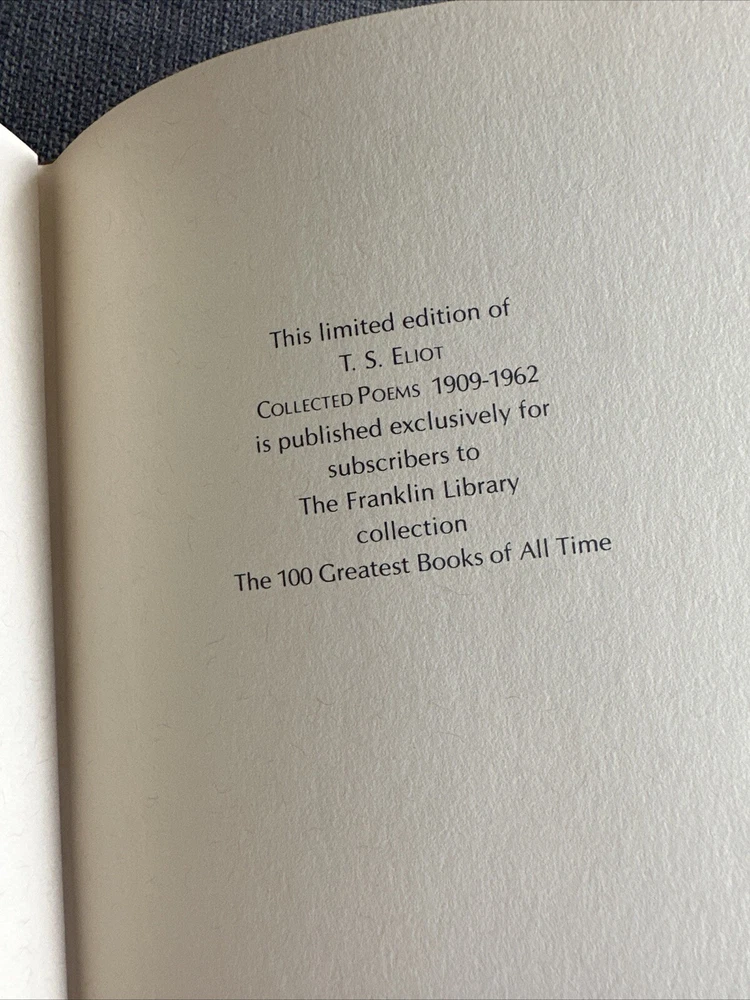 This limited edition of
T. S. ELIOT
COLLECTED POEMS 1909-1962
is published exclusively for
subscribers to
The Franklin Library
collection
The 100 Greatest Books of All Time